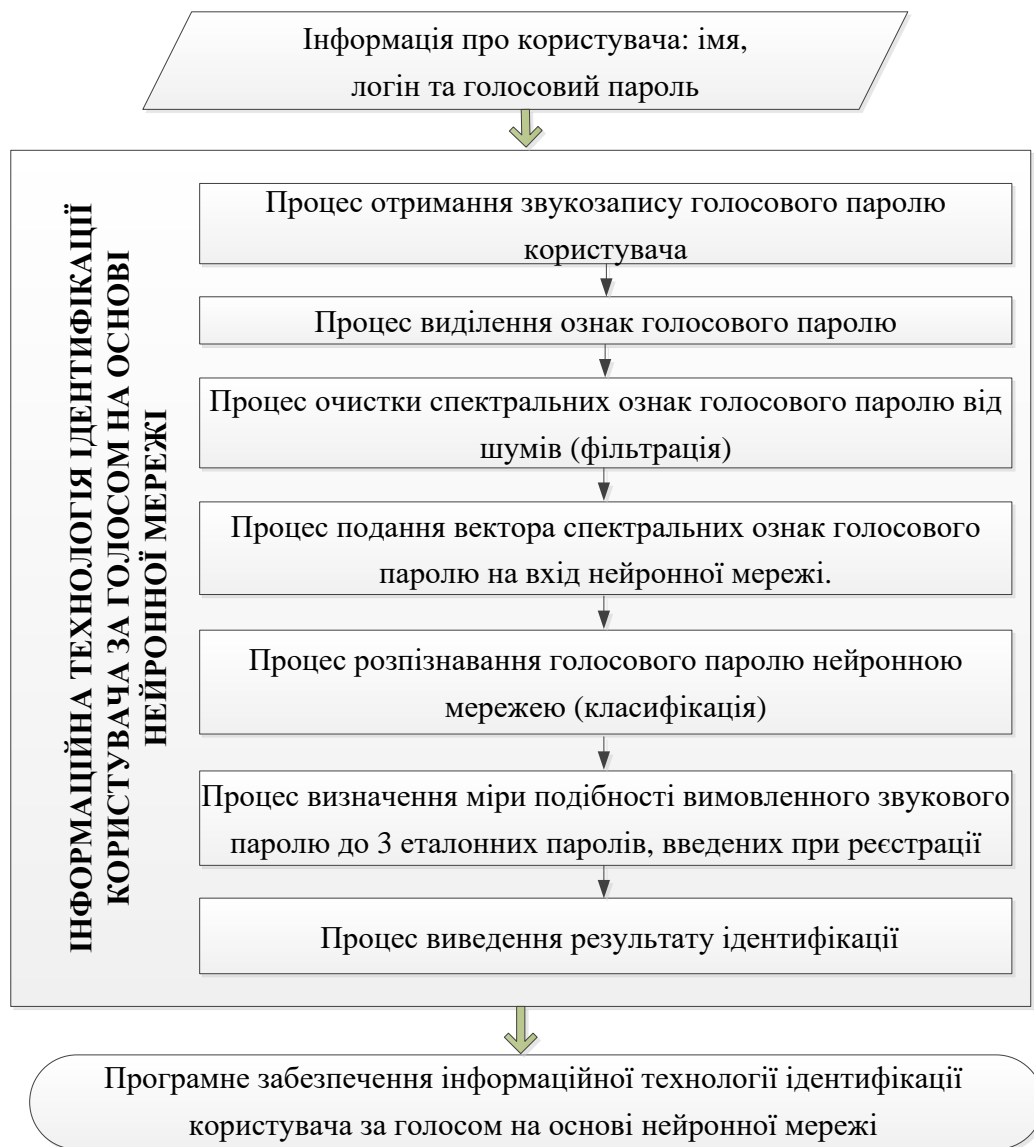 Інформація про користувача: імя,
логін та голосовий пароль
ІНФОРМАЦІЙНА ТЕХНОЛОГІЯ ІДЕНТИФІКАЦІЇ
КОРИСТУВАЧА ЗА ГОЛОСОМ НА ОСНОВІ
НЕЙРОННОЇ МЕРЕЖІ
Процес отримання звукозапису голосового паролю
користувача
Процес виділення ознак голосового паролю
Процес очистки спектральних ознак голосового паролю від
шумів (фільтрація)
Процес подання вектора спектральних ознак голосового
паролю на вхід нейронної мережі.
Процес розпізнавання голосового паролю нейронною
мережею (класифікація)
Процес визначення міри подібності вимовленного звукового
паролю до 3 еталонних паролів, введених при реєстрації
Процес виведення результату ідентифікації
Програмне забезпечення інформаційної технології ідентифікації
користувача за голосом на основі нейронної мережі